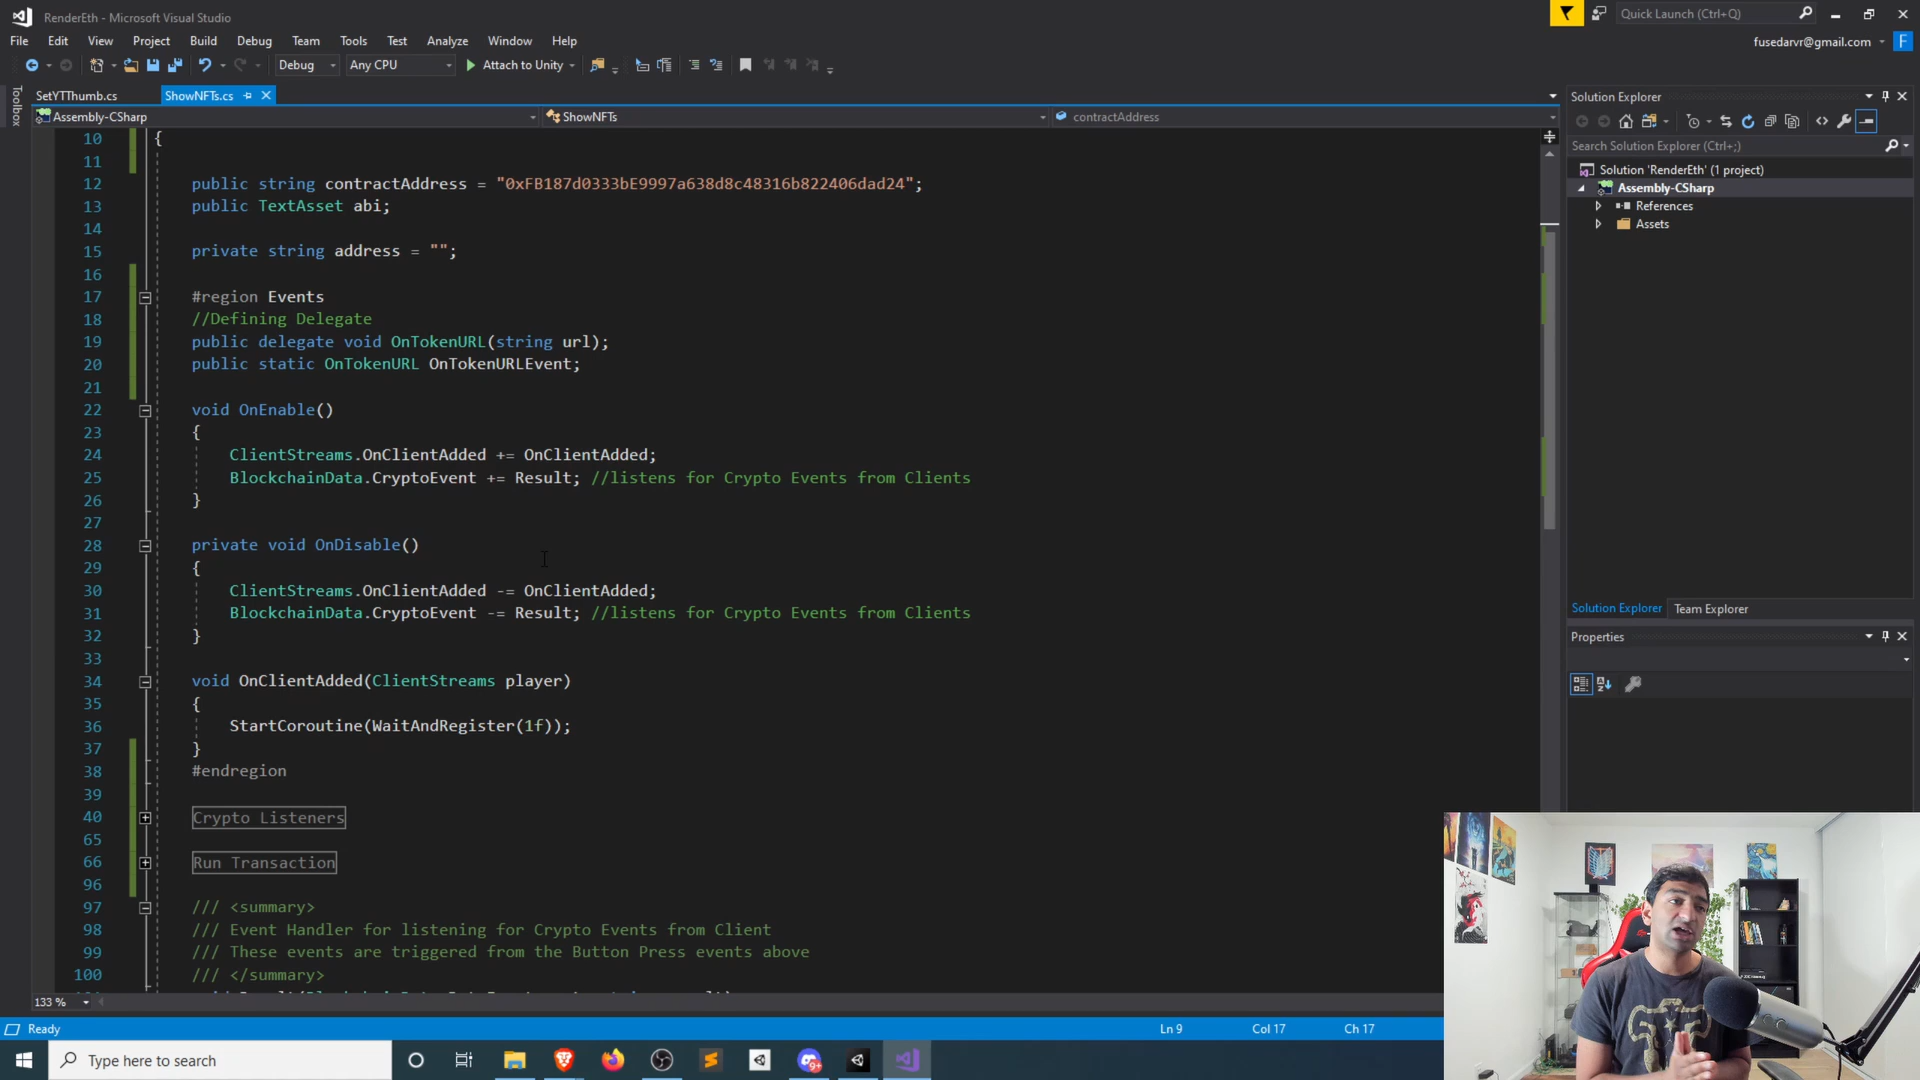 RenderEth - Microsoft Visual Studio
Quick Launch (Ctrl+Q)
File Edit View Project Build Debug Team Tools Test Analyze Window Help
fusedarvr@gmail.com F
Debug Any CPU Attach to Unity
Toolbox
SetYTThumb.cs ShowNFTs.cs
Assembly-CSharp ShowNFTs contractAddress
10 {
11
12 public string contractAddress = "0xFB187d0333bE9997a638d8c48316b822406dad24";
13 public TextAsset abi;
14
15 private string address = "";
16
17 #region Events
18 //Defining Delegate
19 public delegate void OnTokenURL(string url);
20 public static OnTokenURL OnTokenURLEvent;
21
22 void OnEnable()
23 {
24 ClientStreams.OnClientAdded += OnClientAdded;
25 BlockchainData.CryptoEvent += Result; //listens for Crypto Events from Clients
26 }
27
28 private void OnDisable()
29 {
30 ClientStreams.OnClientAdded -= OnClientAdded;
31 BlockchainData.CryptoEvent -= Result; //listens for Crypto Events from Clients
32 }
33
34 void OnClientAdded(ClientStreams player)
35 {
36 StartCoroutine(WaitAndRegister(1f));
37 }
38 #endregion
39
40 Crypto Listeners
65
66 Run Transaction
96
97 /// <summary>
98 /// Event Handler for listening for Crypto Events from Client
99 /// These events are triggered from the Button Press events above
100 /// </summary>
133 %
Solution Explorer
Search Solution Explorer (Ctrl+;)
Solution 'RenderEth' (1 project)
Assembly-CSharp
References
Assets
Solution Explorer Team Explorer
Properties
Ready Ln 9 Col 17 Ch 17
Type here to search
9+